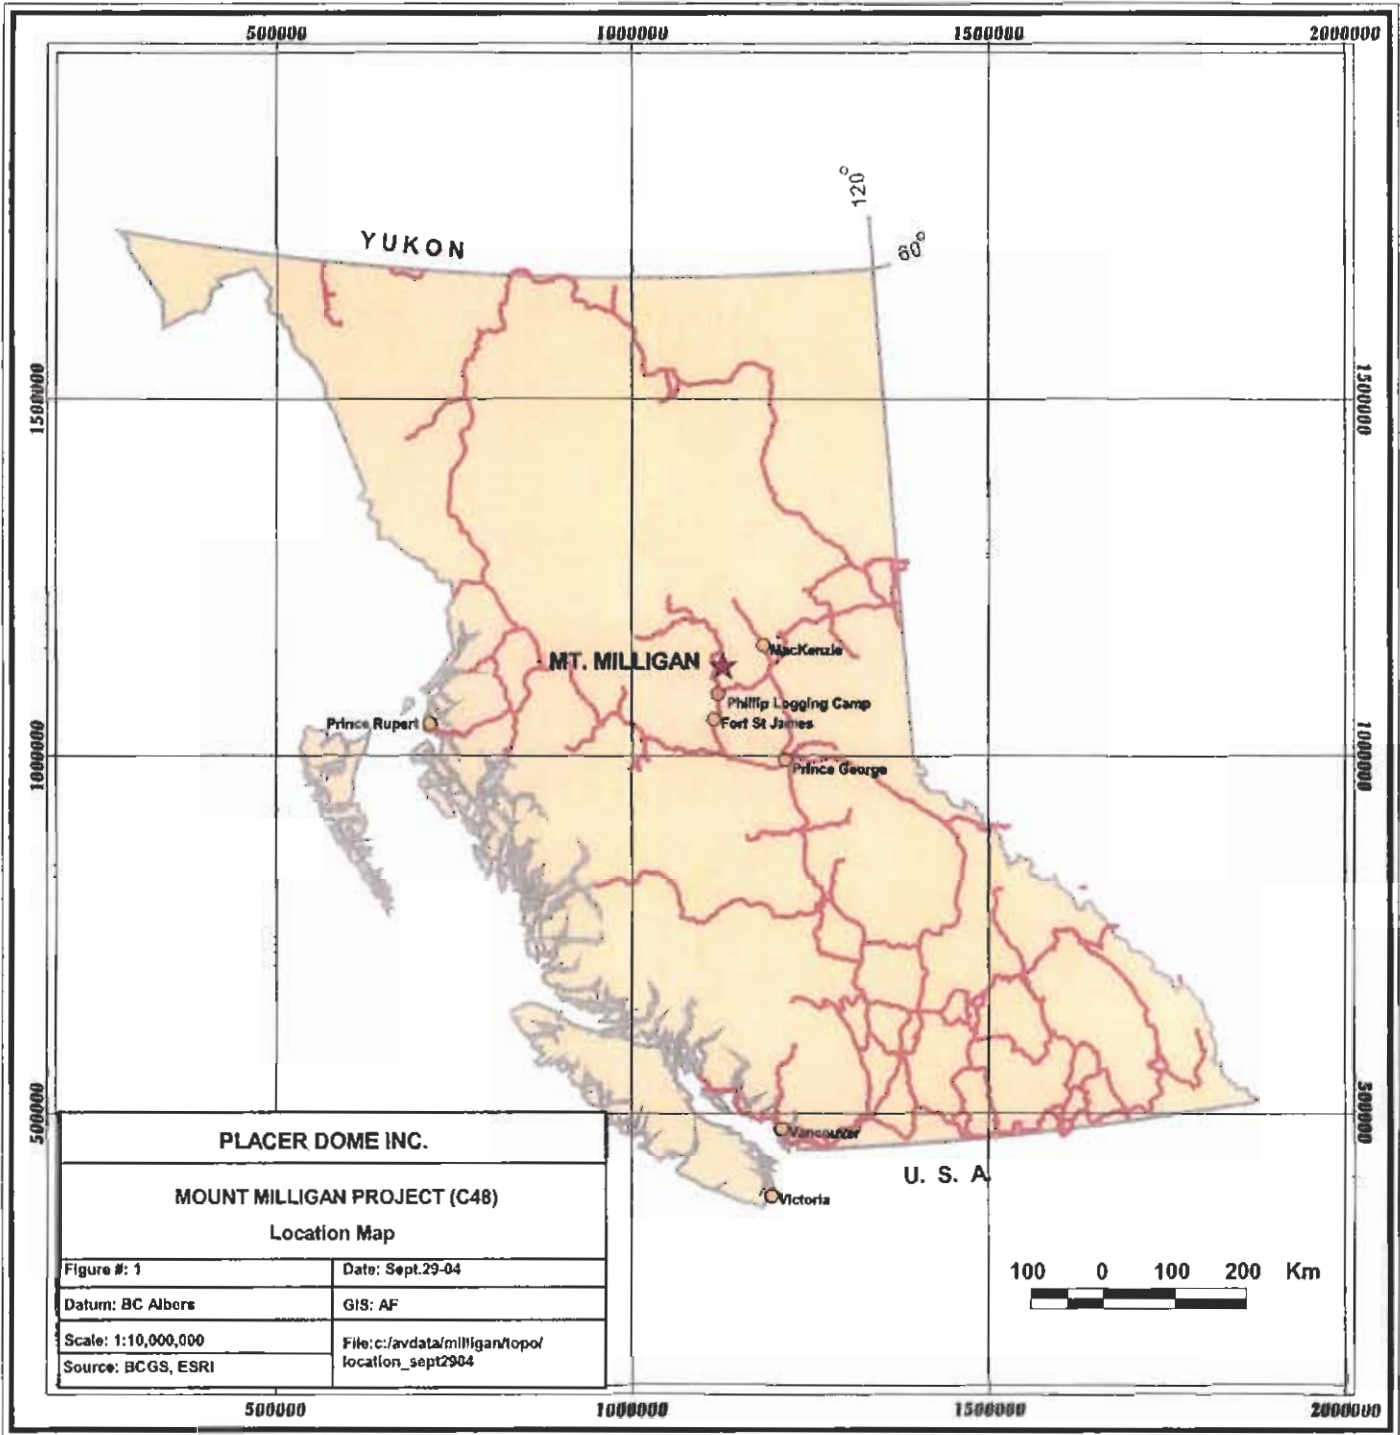 500000 1000000 1500000 2000000
120°
YUKON
60°
1500000 1500000
MT. MILLIGAN
MacKenzie
Phillip Logging Camp
Prince Rupert
Fort St James
1000000 1000000
Prince George
500000 500000
Vancouver
U. S. A.
Victoria
PLACER DOME INC.
MOUNT MILLIGAN PROJECT (C48)
Location Map
Figure #: 1
Date: Sept.29-04
Datum: BC Albers
GIS: AF
Scale: 1:10,000,000
File:c:/avdata/milligan/topo/
location_sept2904
Source: BCGS, ESRI
100 0 100 200 Km
500000 1000000 1500000 2000000